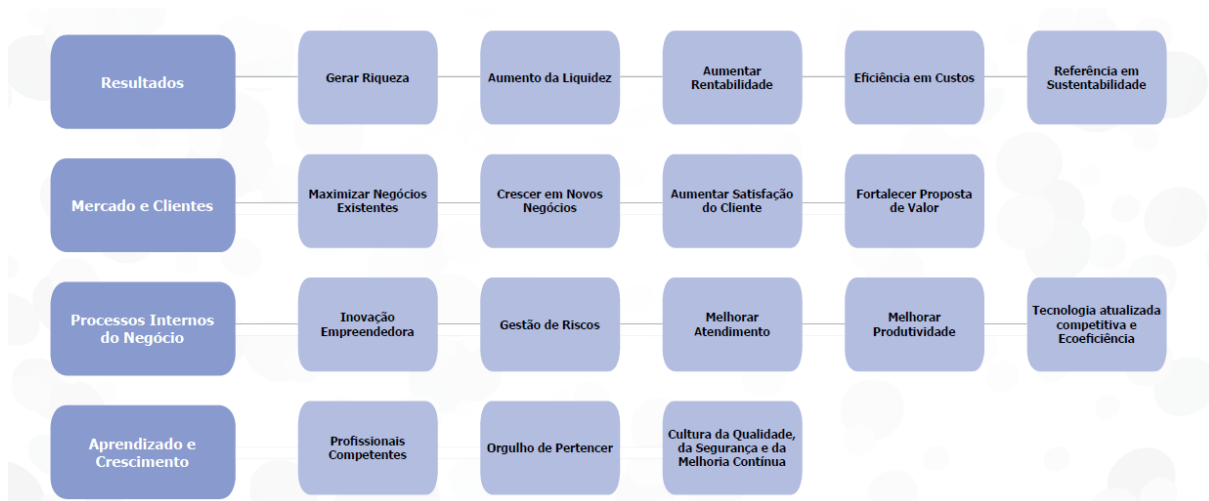 Resultados
Gerar Riqueza
Aumento da Liquidez
Aumentar
Rentabilidade
Eficiência em Custos
Referência em
Sustentabilidade
Mercado e Clientes
Maximizar Negócios
Existentes
Crescer em Novos
Negócios
Aumentar Satisfação
do Cliente
Fortalecer Proposta
de Valor
Processos Internos
do Negócio
Inovação
Empreendedora
Gestão de Riscos
Melhorar
Atendimento
Melhorar
Produtividade
Tecnologia atualizada
competitiva e
Ecoeficiência
Aprendizado e
Crescimento
Profissionais
Competentes
Orgulho de Pertencer
Cultura da Qualidade,
da Segurança e da
Melhoria Contínua